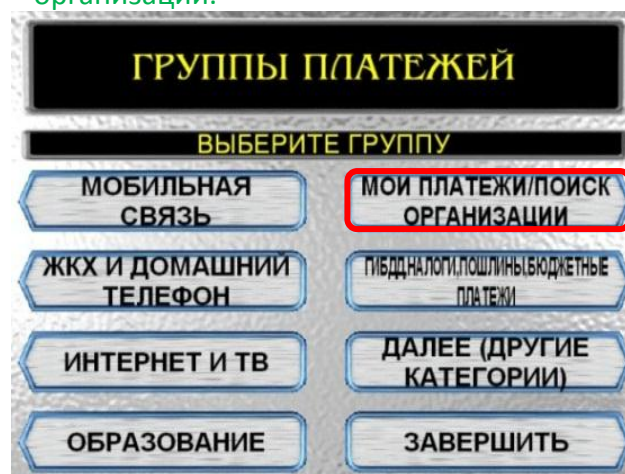 организации.
ГРУППЫ ПЛАТЕЖЕЙ
ВЫБЕРИТЕ ГРУППУ
МОБИЛЬНАЯ
СВЯЗЬ
МОИ ПЛАТЕЖИ/ПОИСК
ОРГАНИЗАЦИИ
ЖКХ И ДОМАШНИЙ
ТЕЛЕФОН
ГИБДД,НАЛОГИ,ПОШЛИНЫ,БЮДЖЕТНЫЕ
ПЛАТЕЖИ
ИНТЕРНЕТ И ТВ
ДАЛЕЕ (ДРУГИЕ
КАТЕГОРИИ)
ОБРАЗОВАНИЕ
ЗАВЕРШИТЬ